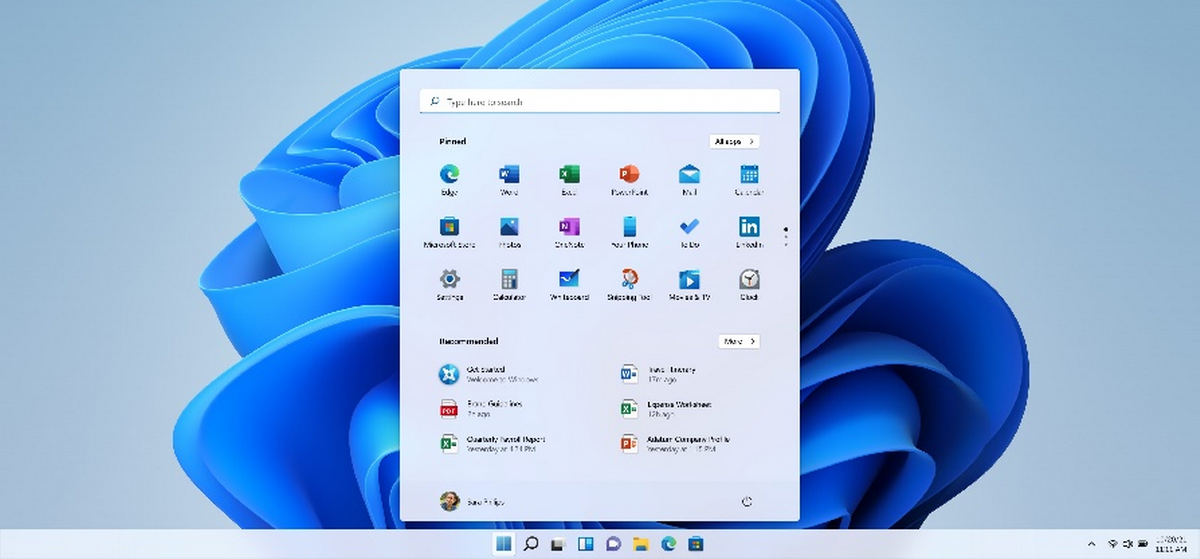 Type here to search
Pinned
All apps
Edge
Word
Excel
PowerPoint
Mail
Calendar
Microsoft Store
Photos
OneNote
Your Phone
To Do
LinkedIn
Settings
Calculator
Whiteboard
Snipping Tool
Movies & TV
Clock
Recommended
More
Get Started
Welcome to Windows
Travel Itinerary
17m ago
Brand Guidelines
2h ago
Expense Worksheet
12h ago
Quarterly Payroll Report
Yesterday at 4:24 PM
Adatum Company Profile
Yesterday at 1:15 PM
Sara Philips
10/20/21
11:11 AM